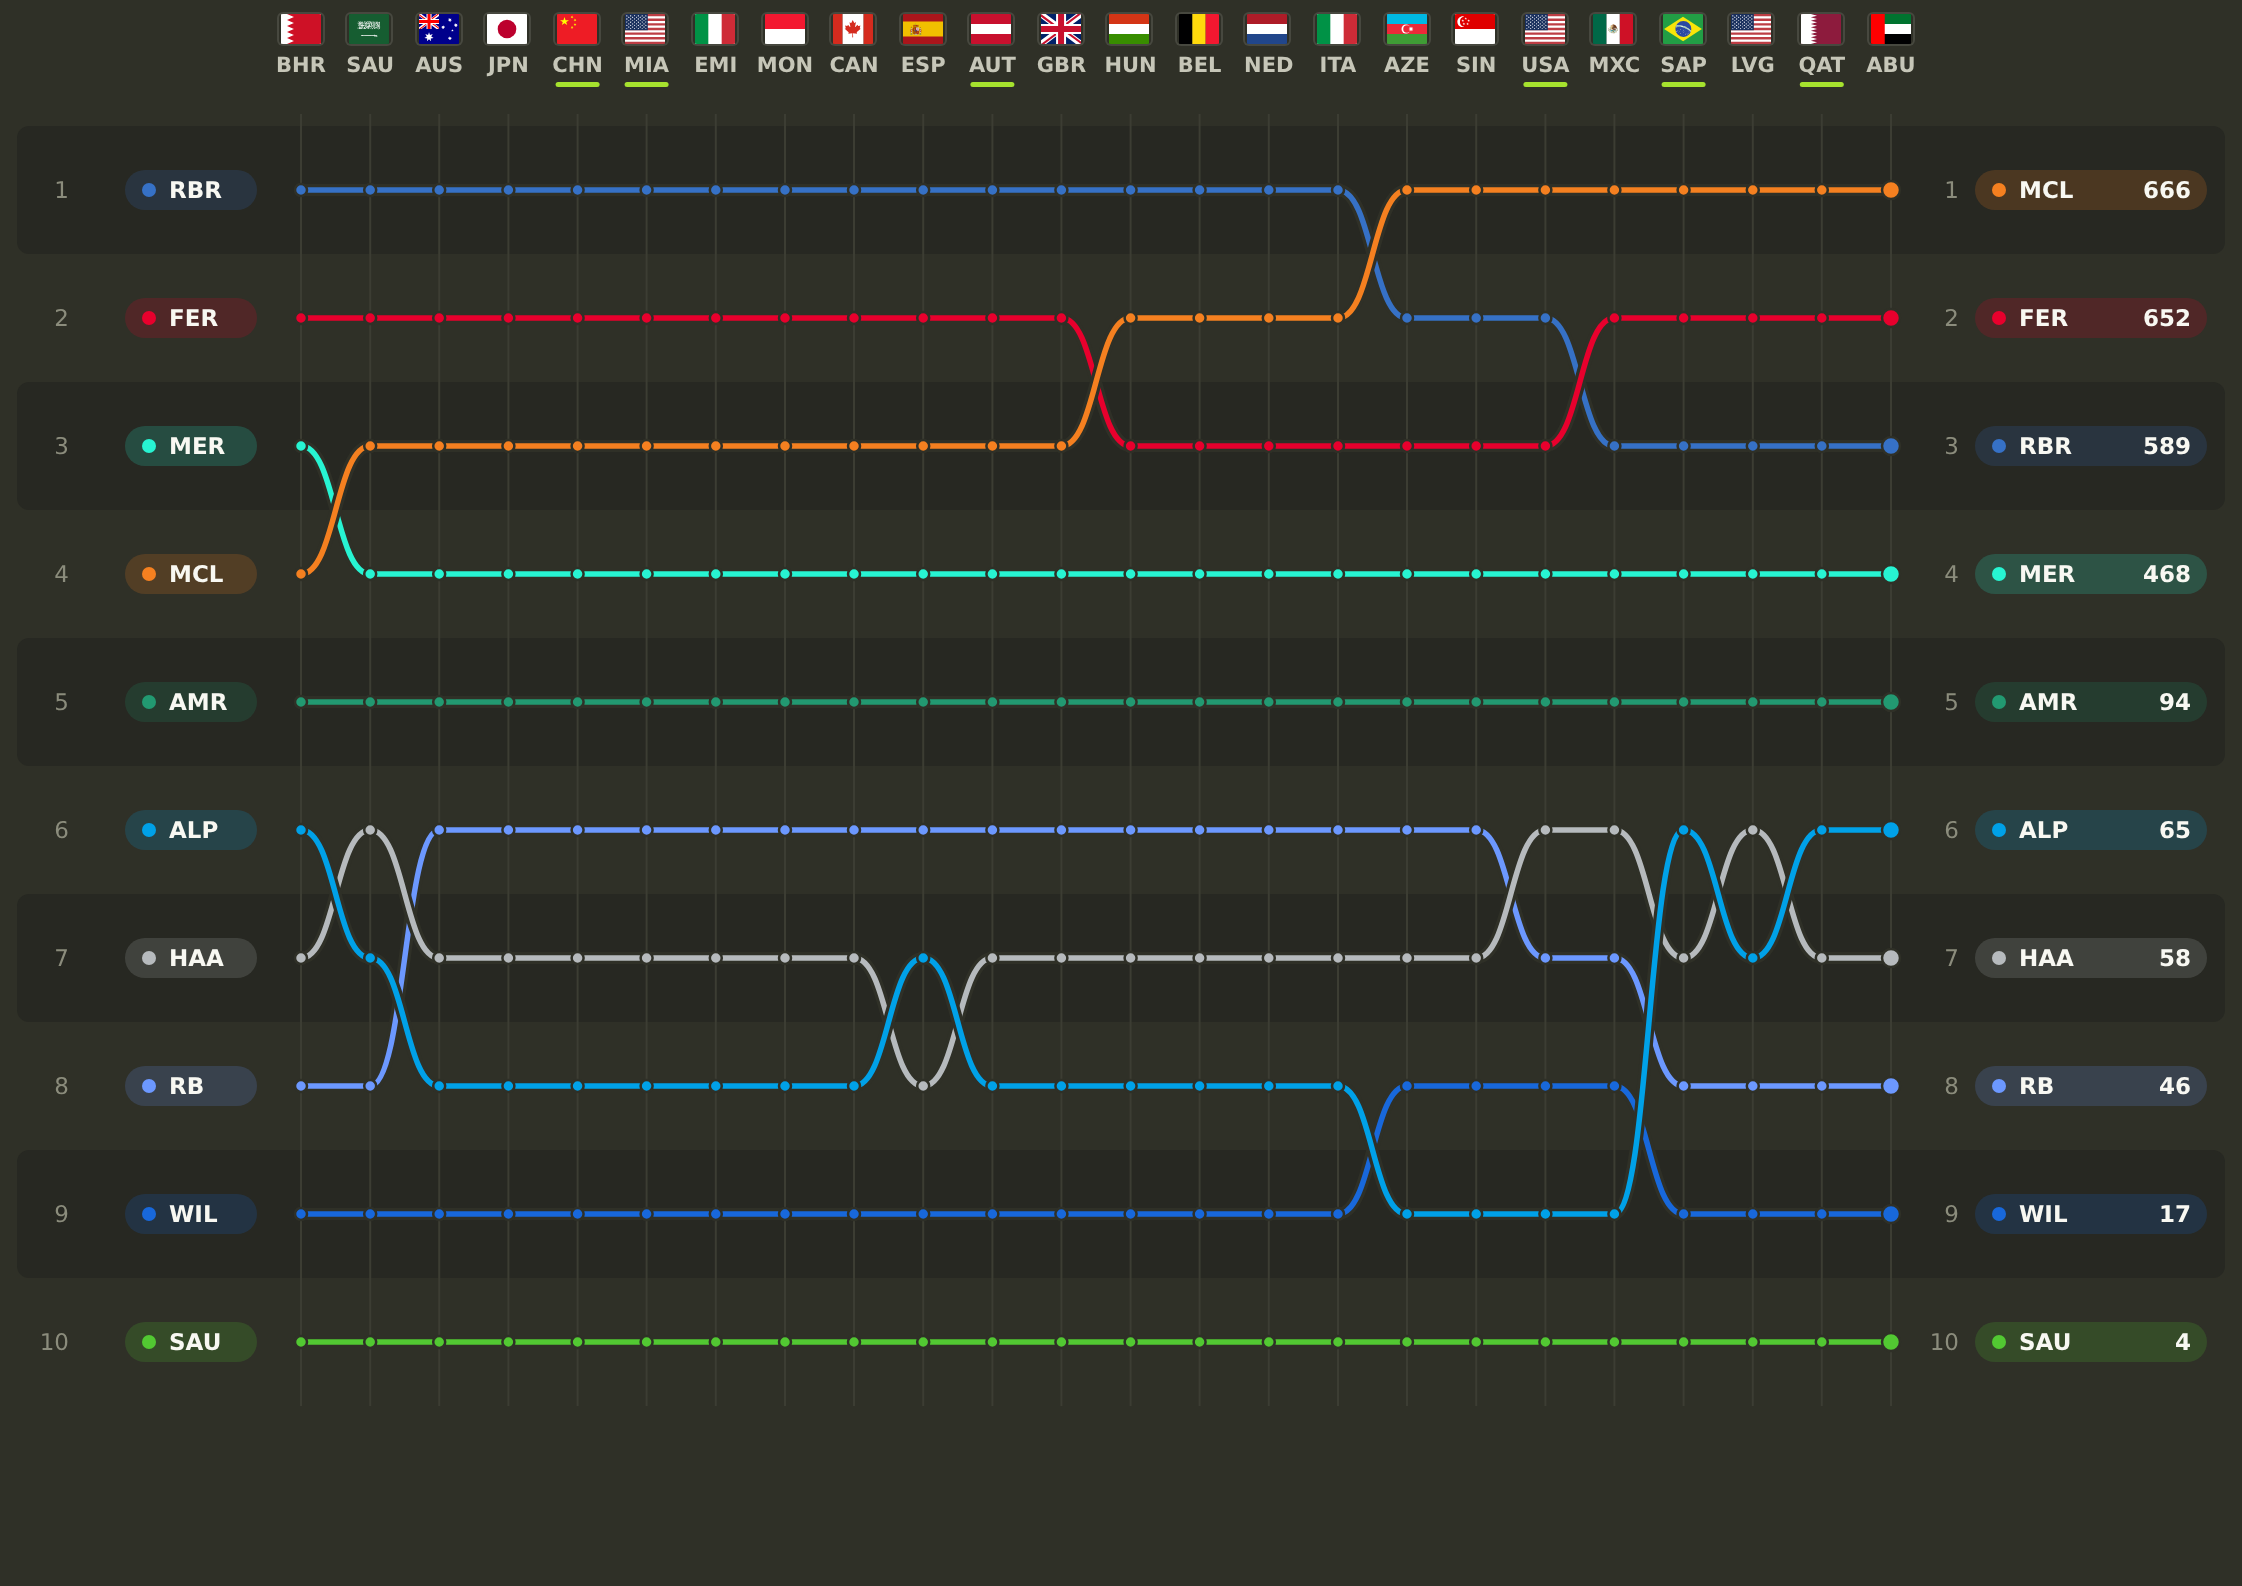 BHR SAU AUS JPN CHN MIA EMI MON CAN ESP AUT GBR HUN BEL NED ITA AZE SIN USA MXC SAP LVG QAT ABU
1 RBR 1 MCL 666
2 FER 2 FER 652
3 MER 3 RBR 589
4 MCL 4 MER 468
5 AMR 5 AMR 94
6 ALP 6 ALP 65
7 HAA 7 HAA 58
8 RB 8 RB 46
9 WIL 9 WIL 17
10 SAU 10 SAU 4